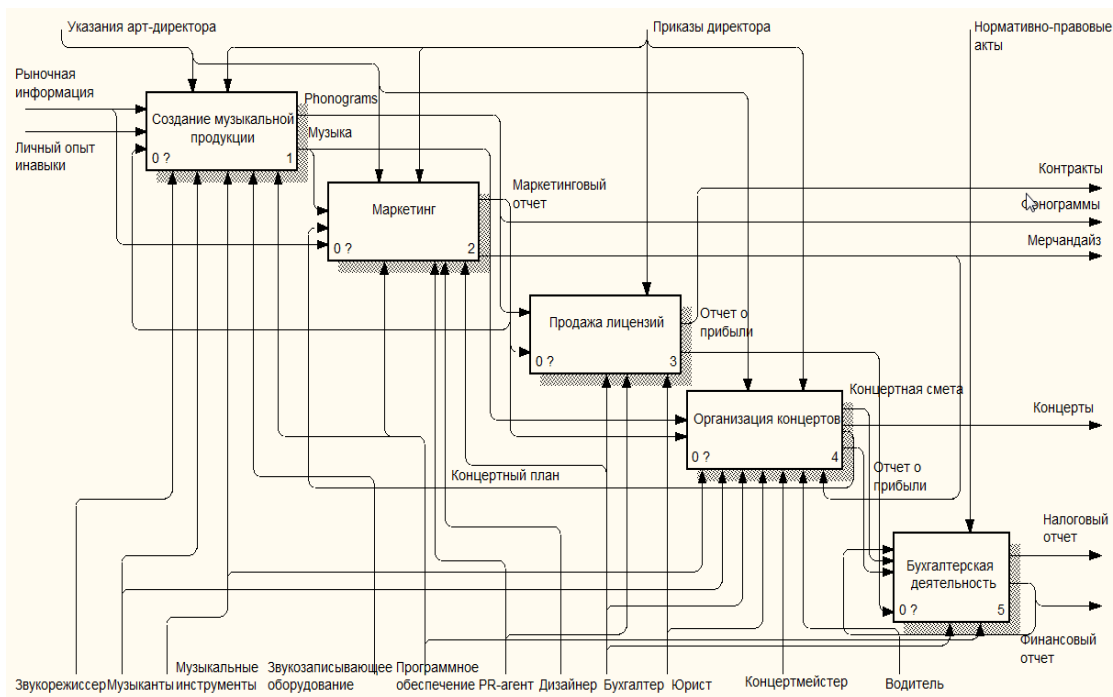 Указания арт-директора
Приказы директора
Нормативно-правовые
акты
Рыночная
информация
Личный опыт
инавыки
Создание музыкальной
продукции
0 ?
1
Phonograms
Музыка
Маркетинг
0 ?
2
Маркетинговый
отчет
Контракты
Фонограммы
Мерчандайз
Продажа лицензий
0 ?
3
Отчет о
прибыли
Организация концертов
0 ?
4
Концертная смета
Концерты
Концертный план
Отчет о
прибыли
Бухгалтерская
деятельность
0 ?
5
Налоговый
отчет
Финансовый
отчет
Звукорежиссер
Музыканты
Музыкальные
инструменты
Звукозаписывающее
оборудование
Программное
обеспечение
PR-агент
Дизайнер
Бухгалтер
Юрист
Концертмейстер
Водитель